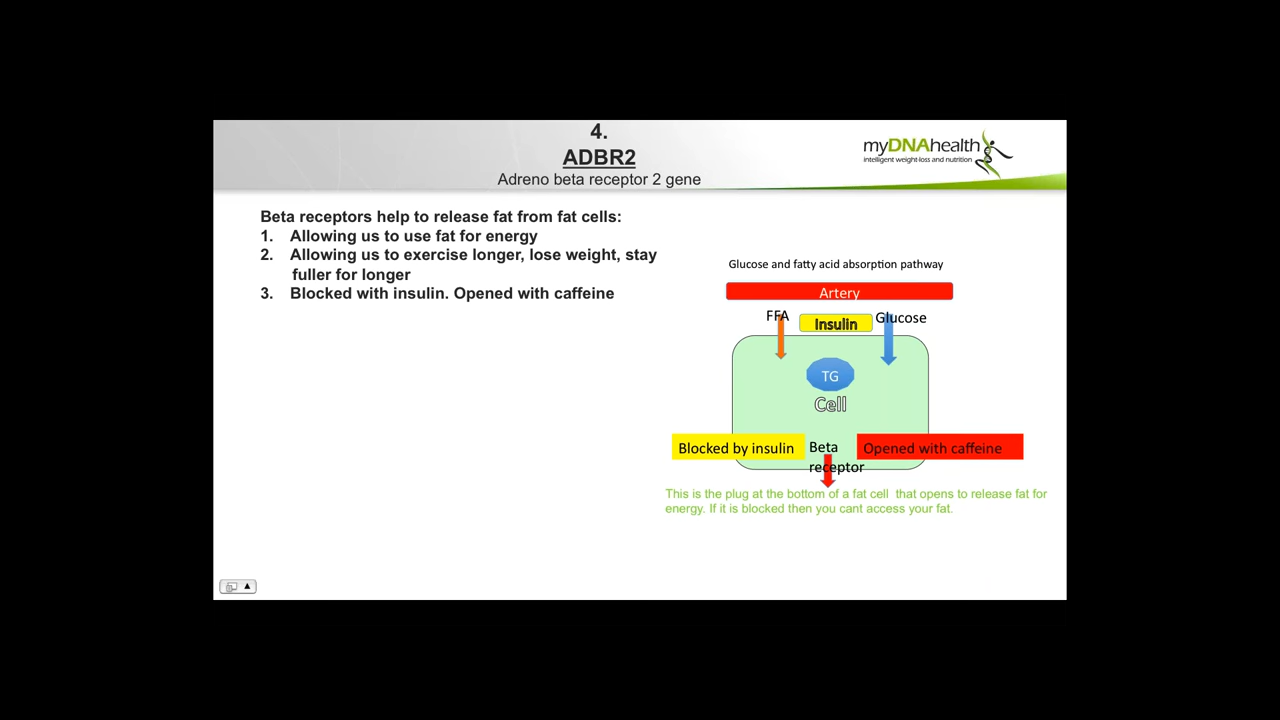 4.
ADBR2
Adreno beta receptor 2 gene
myDNAhealth
intelligent weight-loss and nutrition
Beta receptors help to release fat from fat cells:
1. Allowing us to use fat for energy
2. Allowing us to exercise longer, lose weight, stay
fuller for longer
3. Blocked with insulin. Opened with caffeine
Glucose and fatty acid absorption pathway
Artery
FFA
Insulin
Glucose
TG
Cell
Blocked by insulin
Beta
receptor
Opened with caffeine
This is the plug at the bottom of a fat cell that opens to release fat for
energy. If it is blocked then you cant access your fat.